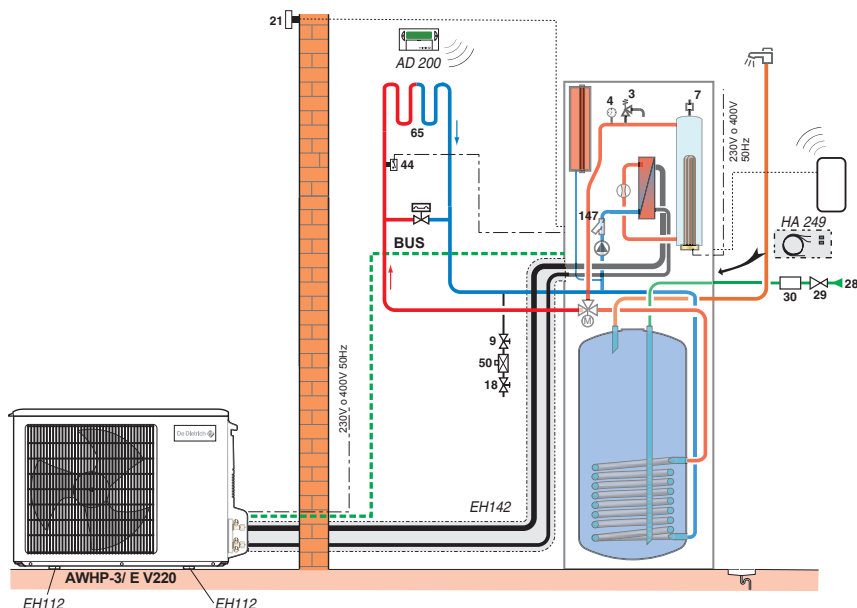 21
AD 200
4
3
7
65
230V o 400V
50Hz
44
147
HA 249
BUS
28
30
29
9
50
18
230V o 400V 50Hz
De Dietrich
M
EH142
AWHP-3/ E V220
EH112
EH112